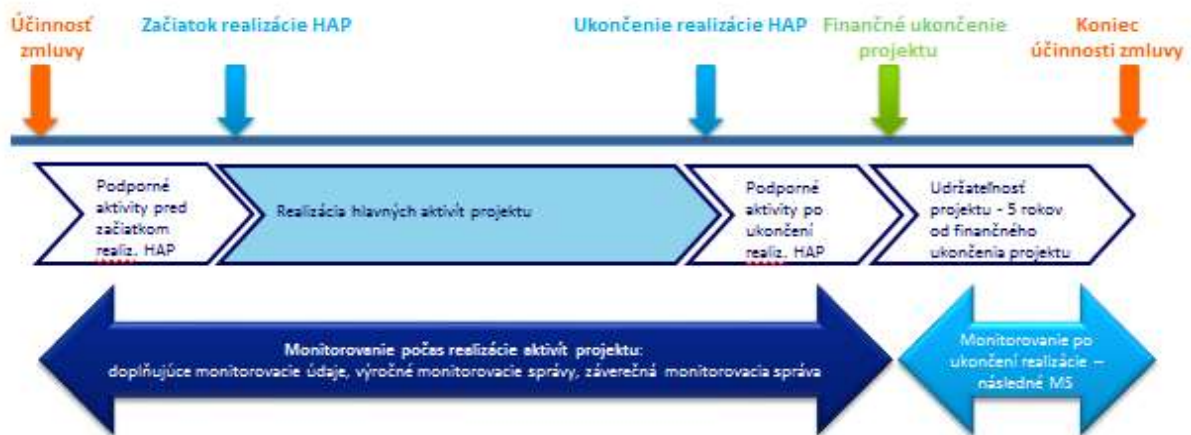 Účinnosť
zmluvy
Začiatok realizácie HAP
Ukončenie realizácie HAP
Finančné ukončenie
projektu
Koniec
účinnosti zmluvy
Podporné
aktivity pred
začiatkom
realiz. HAP
Realizácia hlavných aktivít projektu
Podporné
aktivity po
ukončení
realiz. HAP
Udržateľnosť
projektu - 5 rokov
od finančného
ukončenia projektu
Monitorovanie počas realizácie aktivít projektu:
doplňujúce monitorovacie údaje, výročné monitorovacie správy, záverečná monitorovacia správa
Monitorovanie po
ukončení realizácie –
následné MS